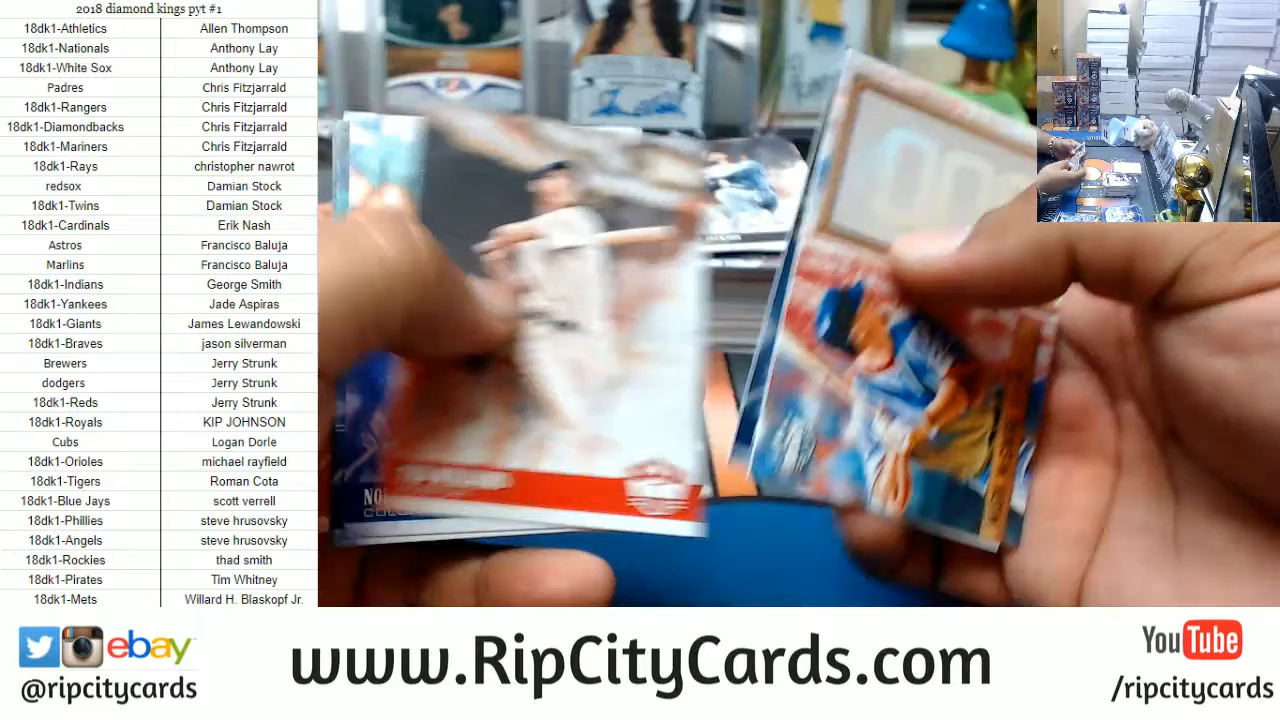 2018 diamond kings pyt #1
18dk1-Athletics Allen Thompson
18dk1-Nationals Anthony Lay
18dk1-White Sox Anthony Lay
Padres Chris Fitzjarrald
18dk1-Rangers Chris Fitzjarrald
18dk1-Diamondbacks Chris Fitzjarrald
18dk1-Mariners Chris Fitzjarrald
18dk1-Rays christopher nawrot
redsox Damian Stock
18dk1-Twins Damian Stock
18dk1-Cardinals Erik Nash
Astros Francisco Baluja
Marlins Francisco Baluja
18dk1-Indians George Smith
18dk1-Yankees Jade Aspiras
18dk1-Giants James Lewandowski
18dk1-Braves jason silverman
Brewers Jerry Strunk
dodgers Jerry Strunk
18dk1-Reds Jerry Strunk
18dk1-Royals KIP JOHNSON
Cubs Logan Dorle
18dk1-Orioles michael rayfield
18dk1-Tigers Roman Cota
18dk1-Blue Jays scott verrell
18dk1-Phillies steve hrusovsky
18dk1-Angels steve hrusovsky
18dk1-Rockies thad smith
18dk1-Pirates Tim Whitney
18dk1-Mets Willard H. Blaskopf Jr.
ebay
@ripcitycards
www.RipCityCards.com
YouTube
/ripcitycards